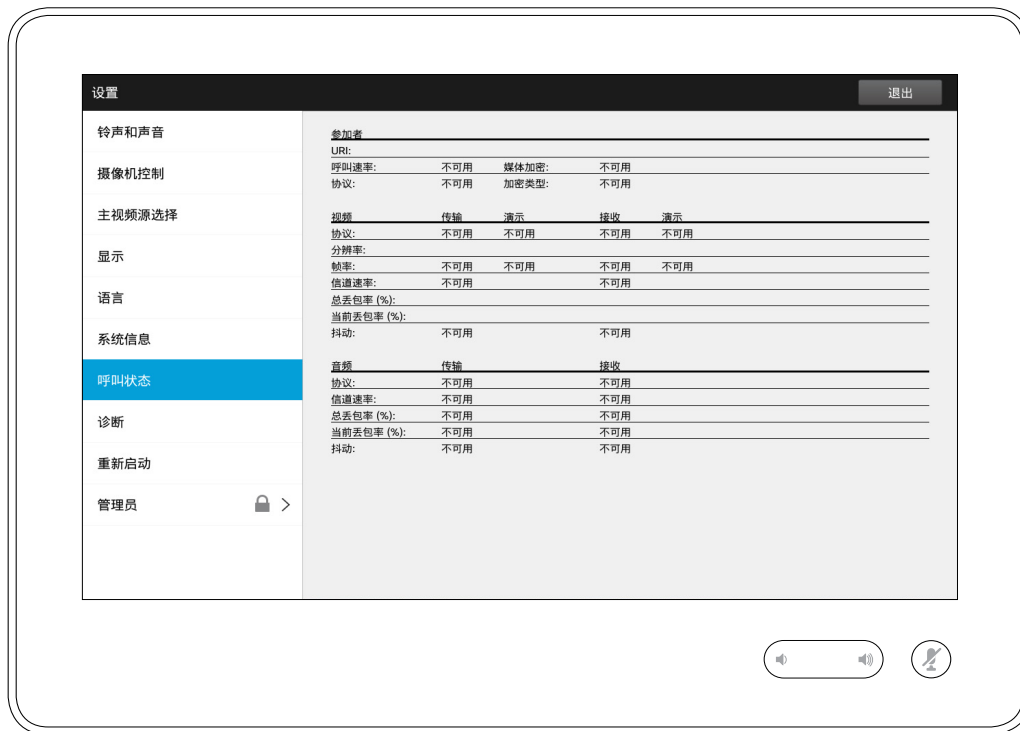 设置
退出
铃声和声音
摄像机控制
主视频源选择
显示
语言
系统信息
呼叫状态
诊断
重新启动
管理员
参加者
URI:
呼叫速率: 不可用 媒体加密: 不可用
协议: 不可用 加密类型: 不可用
视频 传输 演示 接收 演示
协议: 不可用 不可用 不可用 不可用
分辨率:
帧率: 不可用 不可用 不可用 不可用
信道速率: 不可用 不可用
总丢包率 (%):
当前丢包率 (%):
抖动: 不可用 不可用
音频 传输 接收
协议: 不可用 不可用
信道速率: 不可用 不可用
总丢包率 (%): 不可用 不可用
当前丢包率 (%): 不可用 不可用
抖动: 不可用 不可用